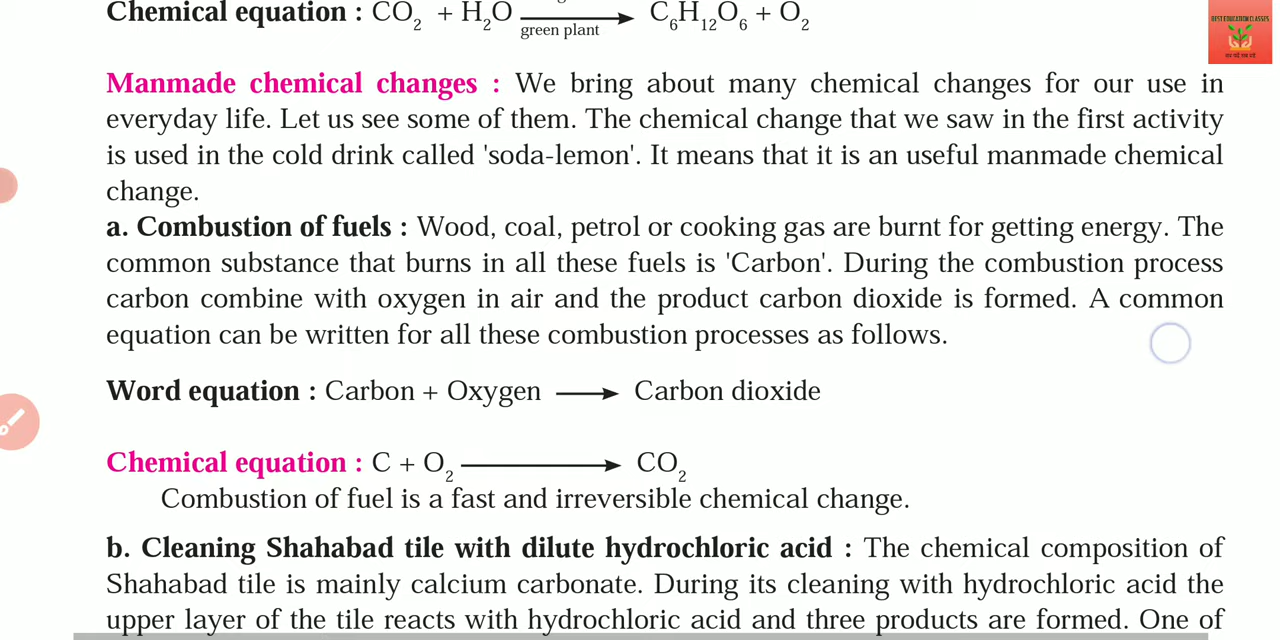 Chemical equation : CO₂ + H₂O ⟶ C₆H₁₂O₆ + O₂
green plant
BEST EDUCATION CLASSES
Manmade chemical changes : We bring about many chemical changes for our use in
everyday life. Let us see some of them. The chemical change that we saw in the first activity
is used in the cold drink called 'soda-lemon'. It means that it is an useful manmade chemical
change.
a. Combustion of fuels : Wood, coal, petrol or cooking gas are burnt for getting energy. The
common substance that burns in all these fuels is 'Carbon'. During the combustion process
carbon combine with oxygen in air and the product carbon dioxide is formed. A common
equation can be written for all these combustion processes as follows.
Word equation : Carbon + Oxygen ⟶ Carbon dioxide
Chemical equation : C + O₂ ⟶ CO₂
Combustion of fuel is a fast and irreversible chemical change.
b. Cleaning Shahabad tile with dilute hydrochloric acid : The chemical composition of
Shahabad tile is mainly calcium carbonate. During its cleaning with hydrochloric acid the
upper layer of the tile reacts with hydrochloric acid and three products are formed. One of